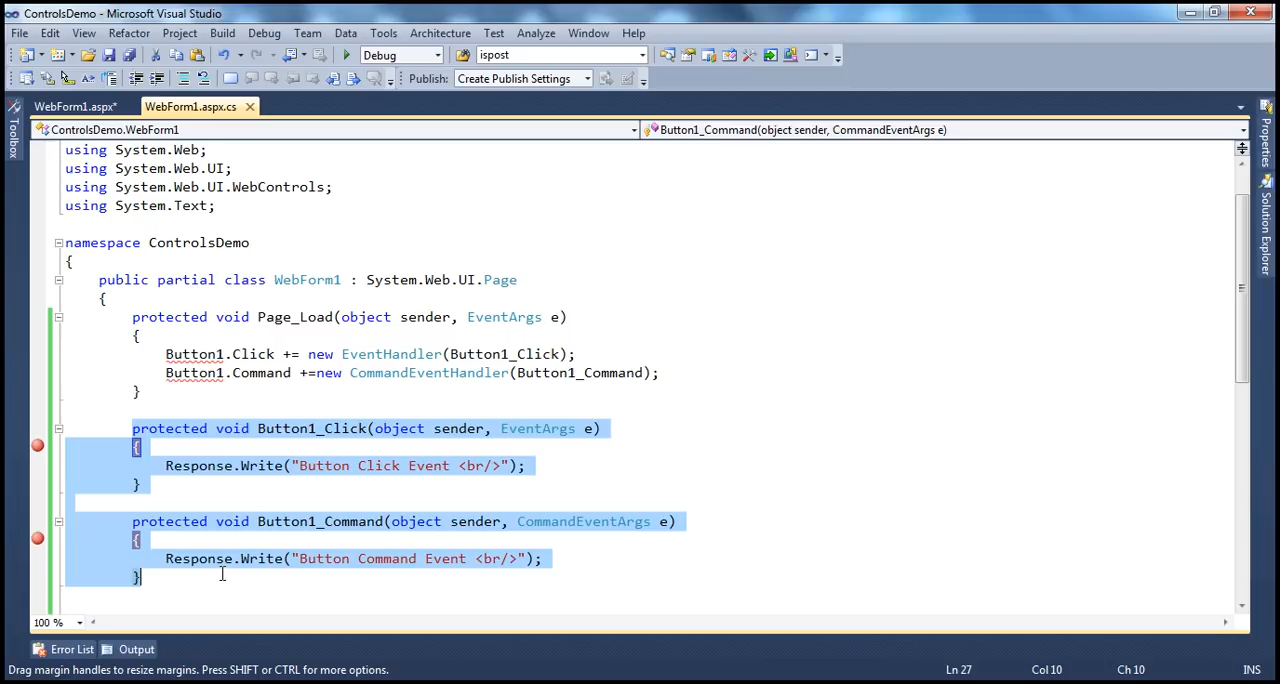 ControlsDemo - Microsoft Visual Studio
File Edit View Refactor Project Build Debug Team Data Tools Architecture Test Analyze Window Help
Debug ispost
Publish: Create Publish Settings
WebForm1.aspx* WebForm1.aspx.cs
ControlsDemo.WebForm1 Button1_Command(object sender, CommandEventArgs e)
Toolbox
Properties
Solution Explorer
using System.Web;
using System.Web.UI;
using System.Web.UI.WebControls;
using System.Text;
namespace ControlsDemo
{
public partial class WebForm1 : System.Web.UI.Page
{
protected void Page_Load(object sender, EventArgs e)
{
Button1.Click += new EventHandler(Button1_Click);
Button1.Command +=new CommandEventHandler(Button1_Command);
}
protected void Button1_Click(object sender, EventArgs e)
{
Response.Write("Button Click Event <br/>");
}
protected void Button1_Command(object sender, CommandEventArgs e)
{
Response.Write("Button Command Event <br/>");
}
100 %
Error List Output
Drag margin handles to resize margins. Press SHIFT or CTRL for more options. Ln 27 Col 10 Ch 10 INS